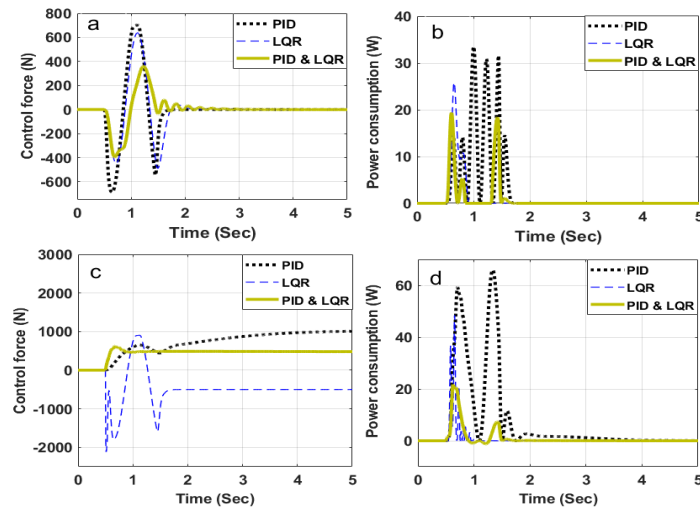 a
PID
LQR
PID & LQR
Control force (N)
800
600
400
200
0
-200
-400
-600
0
1
2
3
4
5
Time (Sec)
b
PID
LQR
PID & LQR
Power consumption (W)
40
30
20
10
0
0
1
2
3
4
5
Time (Sec)
c
PID
LQR
PID & LQR
Control force (N)
3000
2000
1000
0
-1000
-2000
0
1
2
3
4
5
Time (Sec)
d
PID
LQR
PID & LQR
Power consumption (W)
60
40
20
0
0
1
2
3
4
5
Time (Sec)